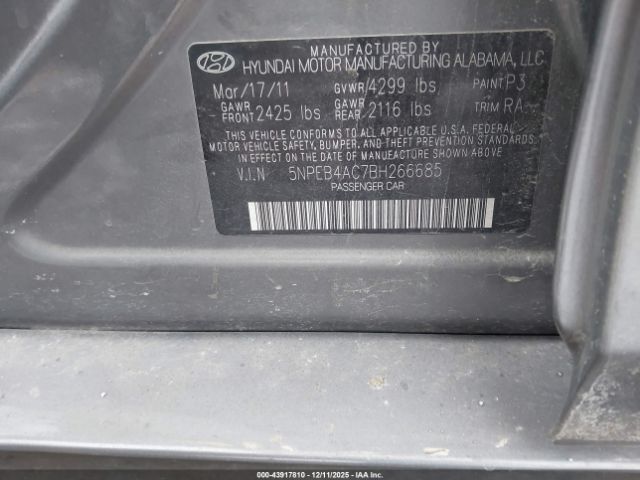 MANUFACTURED BY
HYUNDAI MOTOR MANUFACTURING ALABAMA, LLC
Mar/17/11 GVWR/4299 lbs PAINT P3
GAWR FRONT 2425 lbs GAWR REAR 2116 lbs TRIM RA
THIS VEHICLE CONFORMS TO ALL APPLICABLE U.S.A. FEDERAL
MOTOR VEHICLE SAFETY, BUMPER, AND THEFT PREVENTION STANDARDS
IN EFFECT ON THE DATE OF MANUFACTURE SHOWN ABOVE.
V.I.N 5NPEB4AC7BH266685
PASSENGER CAR
000-43917810 - 12/11/2025 - COPYRIGHT IAA, LLC.